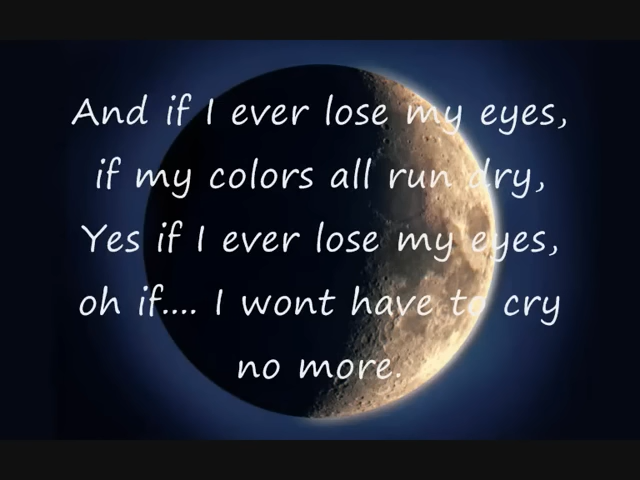 And if I ever lose my eyes,
if my colors all run dry,
Yes if I ever lose my eyes,
oh if.... I wont have to cry
no more.